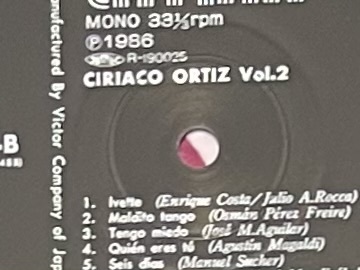 MONO 33⅓rpm
℗1986
R-190025
CIRIACO ORTIZ Vol.2
-B
1. Ivette (Enrique Costa/Julio A.Rocca)
2. Maldito tango (Osmán Pérez Freire)
3. Tengo miedo (José M.Aguilar)
4. Quién eres tú (Agustín Magaldi)
5. Seis días (Manuel Sucher)
Manufactured By Victor Company of Jap